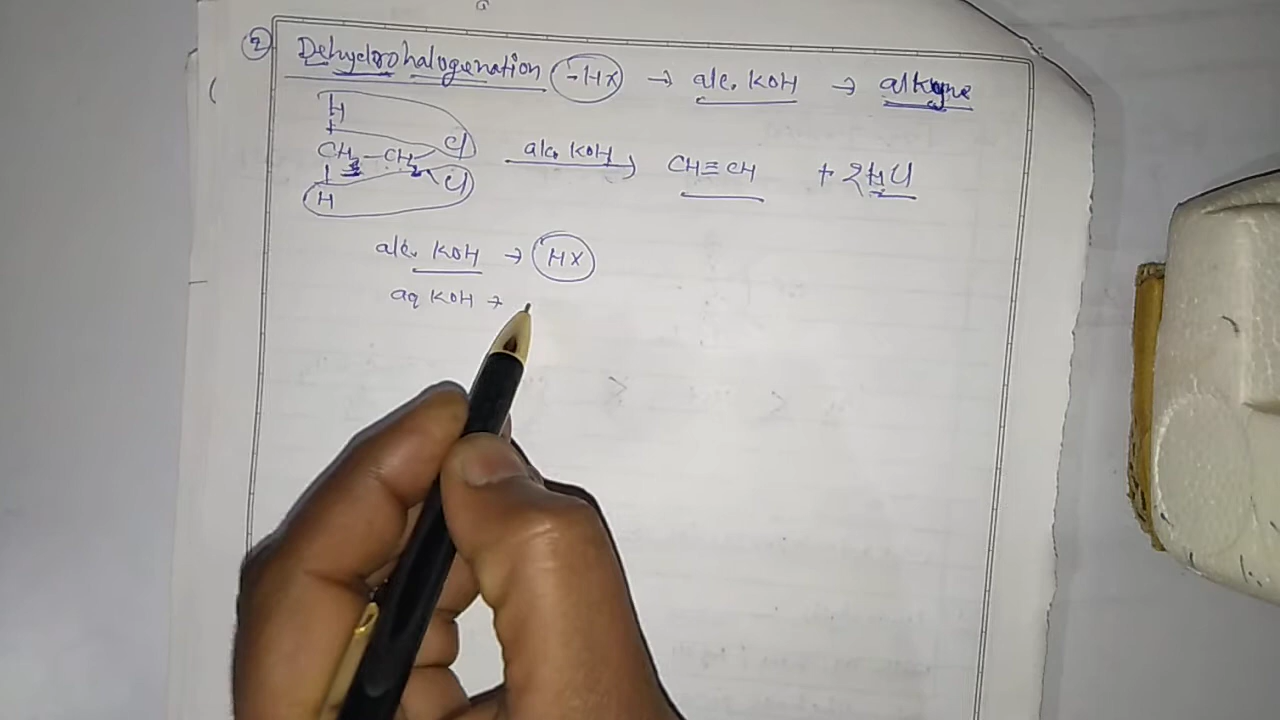 ② Dehydrohalogenation (-HX) → alc. KOH → alkyne
H
CH₂ - CH₂ Cl alc. KOH → CH≡CH + 2HCl
Cl
H
alc. KOH → HX
aq KOH →